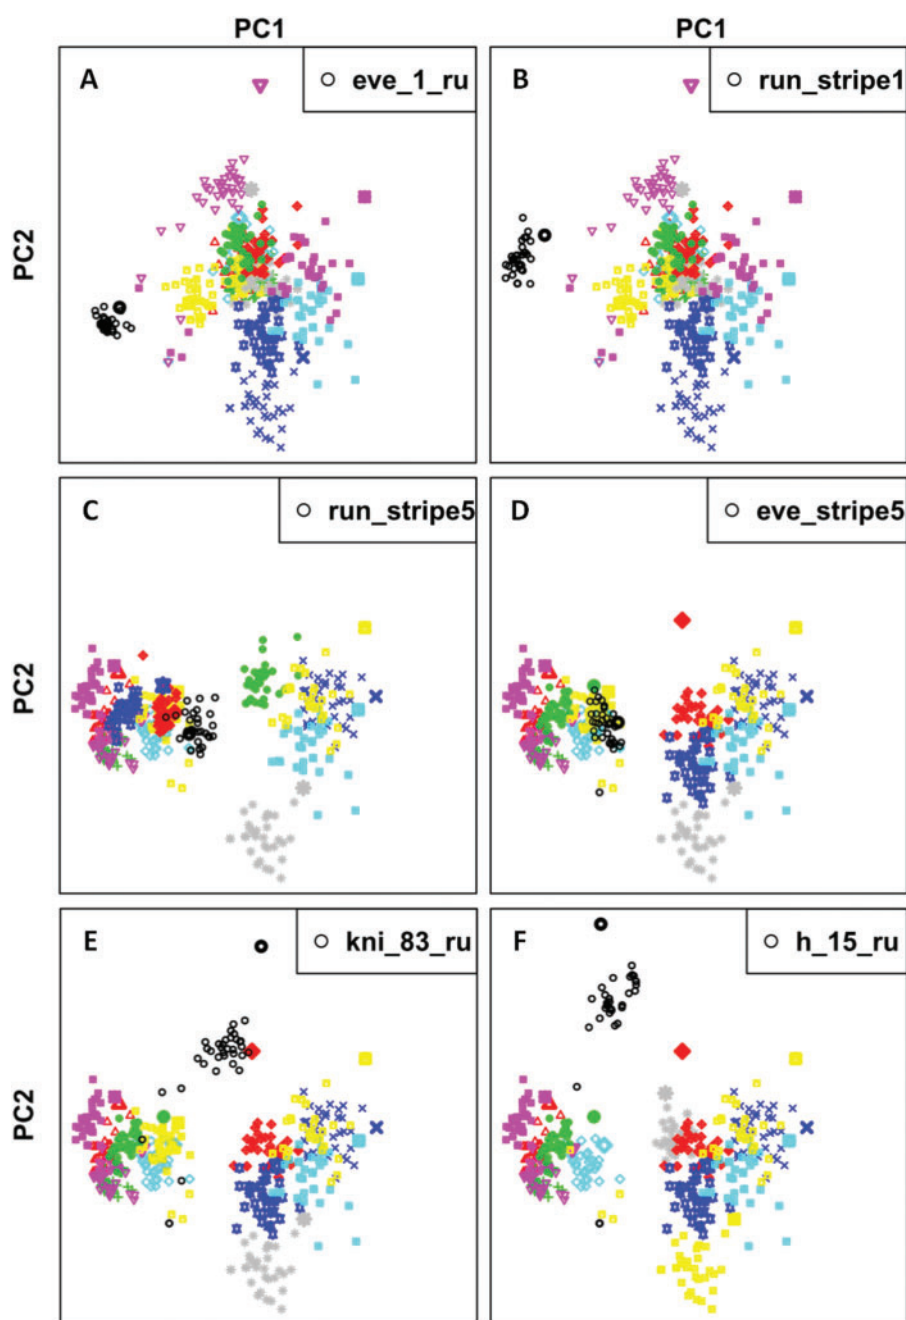 PC1 PC1
A eve_1_ru B run_stripe1
PC2
C run_stripe5 D eve_stripe5
PC2
E kni_83_ru F h_15_ru
PC2